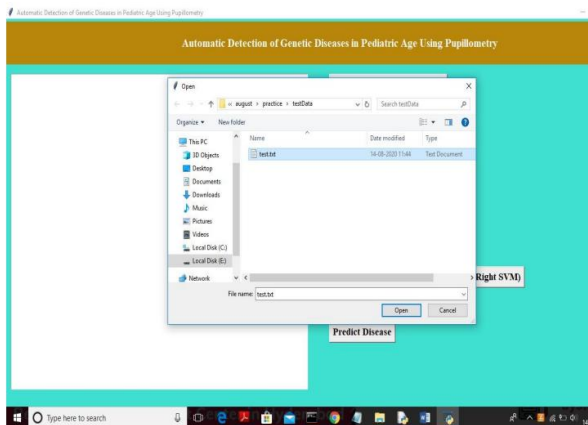 Automatic Detection of Genetic Diseases in Pediatric Age Using Pupillometry
Automatic Detection of Genetic Diseases in Pediatric Age Using Pupillometry
Open
« august › practice › testData
Search testData
Organize
New folder
Name
Date modified
Type
test.txt
14-08-2020 11:44
Text Document
This PC
3D Objects
Desktop
Documents
Downloads
Music
Pictures
Videos
Local Disk (C:)
Local Disk (E:)
Network
Right SVM)
File name: test.txt
Open
Cancel
Predict Disease
Type here to search